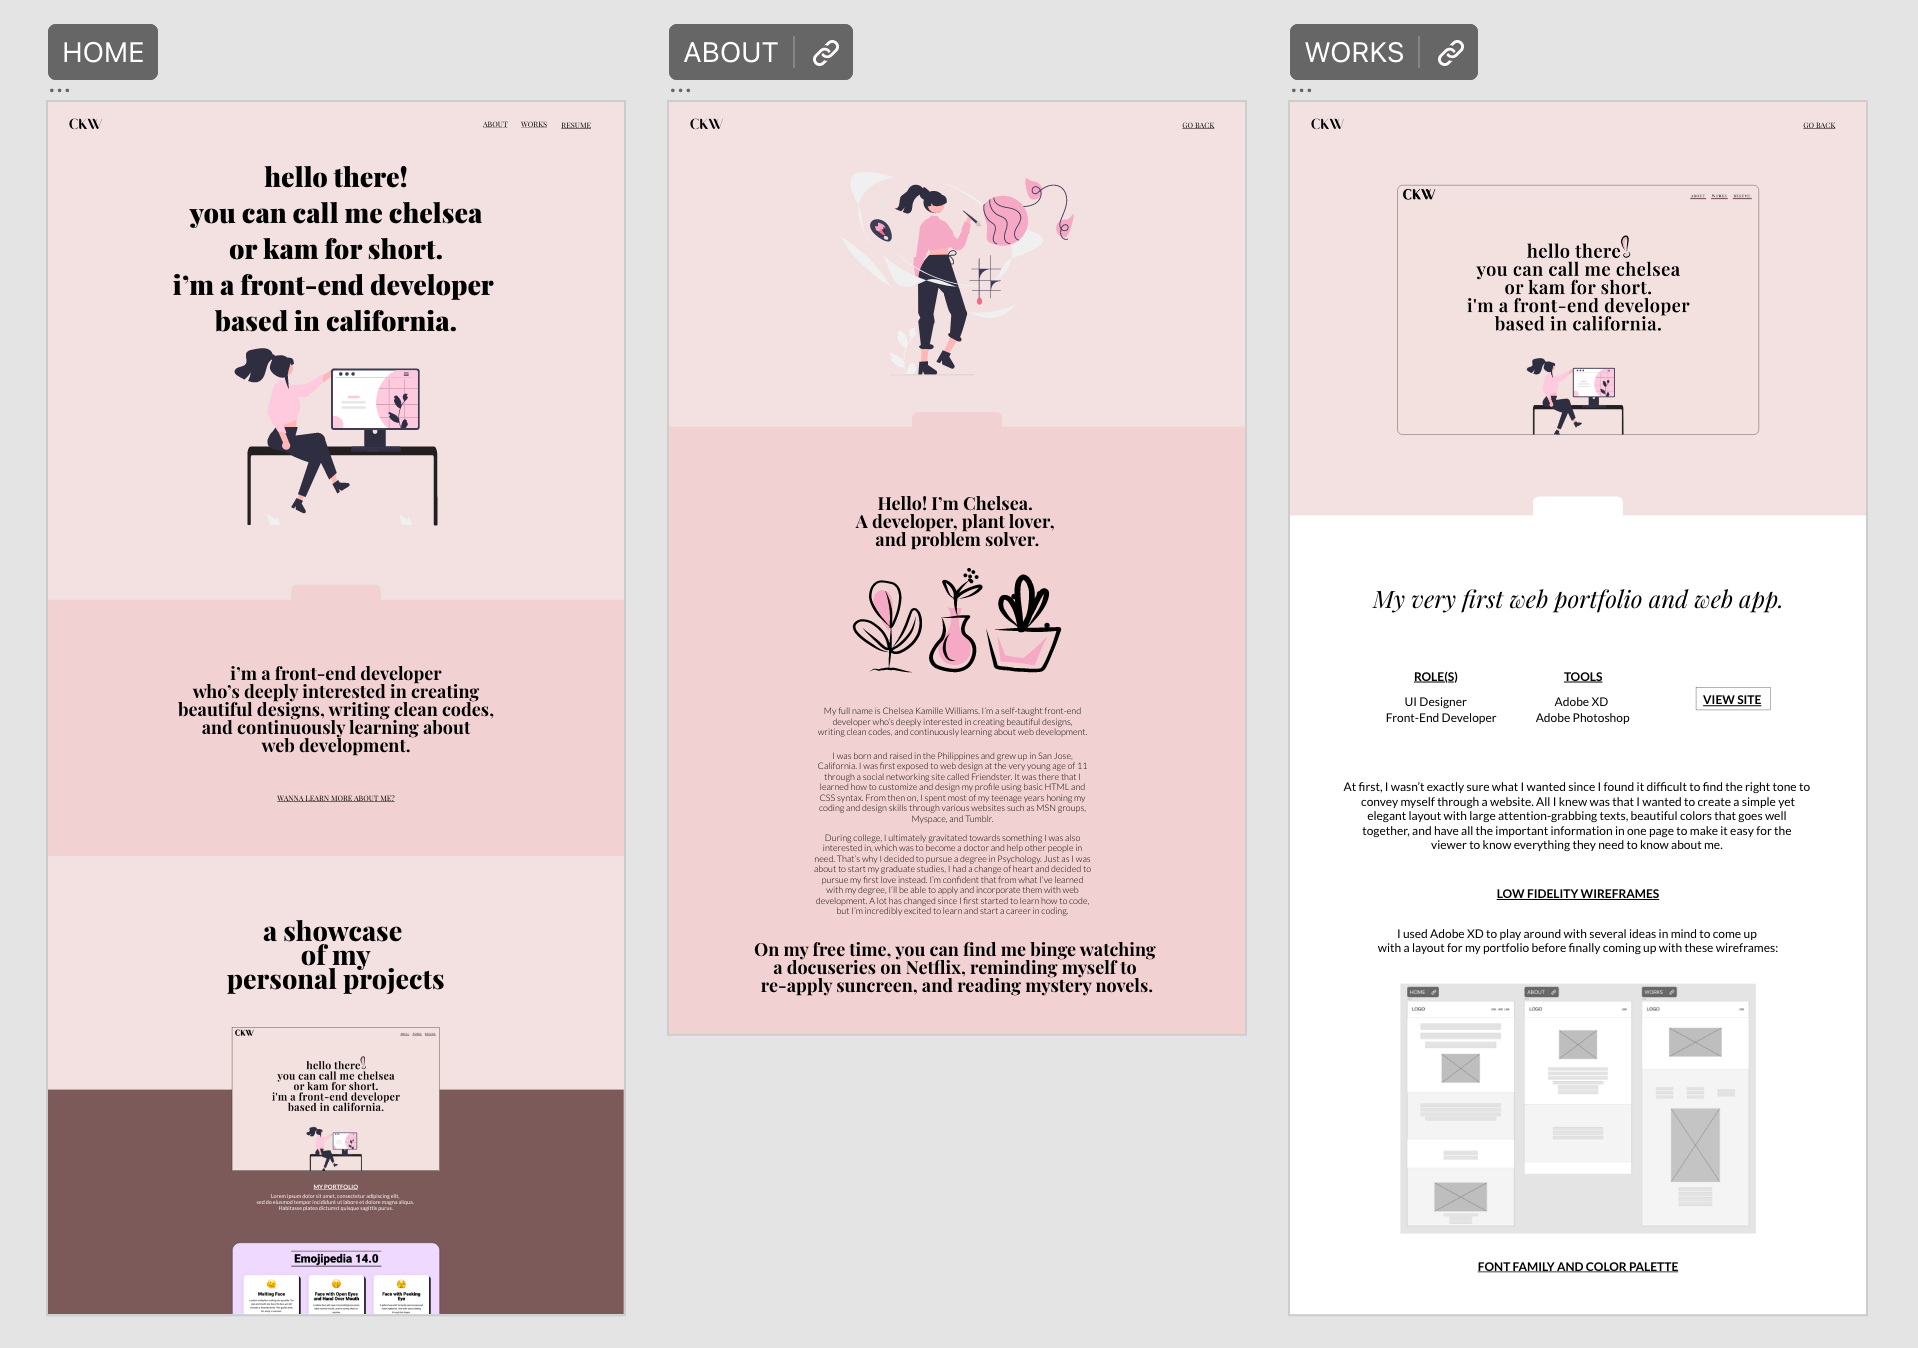 HOME
CKW
ABOUT WORKS RESUME
hello there!
you can call me chelsea
or kam for short.
i'm a front-end developer
based in california.
i'm a front-end developer
who's deeply interested in creating
beautiful designs, writing clean codes,
and continuously learning about
web development.
WANNA LEARN MORE ABOUT ME?
a showcase
of my
personal projects
CKW
ABOUT WORKS RESUME
hello there!
you can call me chelsea
or kam for short.
i'm a front-end developer
based in california.
MY PORTFOLIO
Lorem ipsum dolor sit amet, consectetur adipiscing elit,
sed do eiusmod tempor incididunt ut labore et dolore magna aliqua.
Habitasse platea dictumst quisque sagittis purus.
Emojipedia 14.0
Melting Face
Face with Open Eyes
and Hand Over Mouth
Face with Peeking
Eye
ABOUT
CKW
GO BACK
Hello! I'm Chelsea.
A developer, plant lover,
and problem solver.
My full name is Chelsea Kamille Williams. I'm a self-taught front-end
developer who's deeply interested in creating beautiful designs,
writing clean codes, and continuously learning about web development.
I was born and raised in the Philippines and grew up in San Jose,
California. I was first exposed to web design at the very young age of 11
through a social networking site called Friendster. It was there that I
learned how to customize and design my profile using basic HTML and
CSS syntax. From then on, I spent most of my teenage years honing my
coding and design skills through various websites such as MSN groups,
Myspace, and Tumblr.
During college, I ultimately gravitated towards something I was also
interested in, which was to become a doctor and help other people in
need. That's why I decided to pursue a degree in Psychology. Just as I was
about to start my graduate studies, I had a change of heart and decided to
pursue my first love instead. I'm confident that from what I've learned
with my degree, I'll be able to apply and incorporate them with web
development. A lot has changed since I first started to learn how to code,
but I'm incredibly excited to learn and start a career in coding.
On my free time, you can find me binge watching
a docuseries on Netflix, reminding myself to
re-apply suncreen, and reading mystery novels.
WORKS
CKW
GO BACK
CKW
ABOUT WORKS RESUME
hello there!
you can call me chelsea
or kam for short.
i'm a front-end developer
based in california.
My very first web portfolio and web app.
ROLE(S)
UI Designer
Front-End Developer
TOOLS
Adobe XD
Adobe Photoshop
VIEW SITE
At first, I wasn't exactly sure what I wanted since I found it difficult to find the right tone to
convey myself through a website. All I knew was that I wanted to create a simple yet
elegant layout with large attention-grabbing texts, beautiful colors that goes well
together, and have all the important information in one page to make it easy for the
viewer to know everything they need to know about me.
LOW FIDELITY WIREFRAMES
I used Adobe XD to play around with several ideas in mind to come up
with a layout for my portfolio before finally coming up with these wireframes:
HOME
LOGO
ABOUT
LOGO
WORKS
LOGO
FONT FAMILY AND COLOR PALETTE